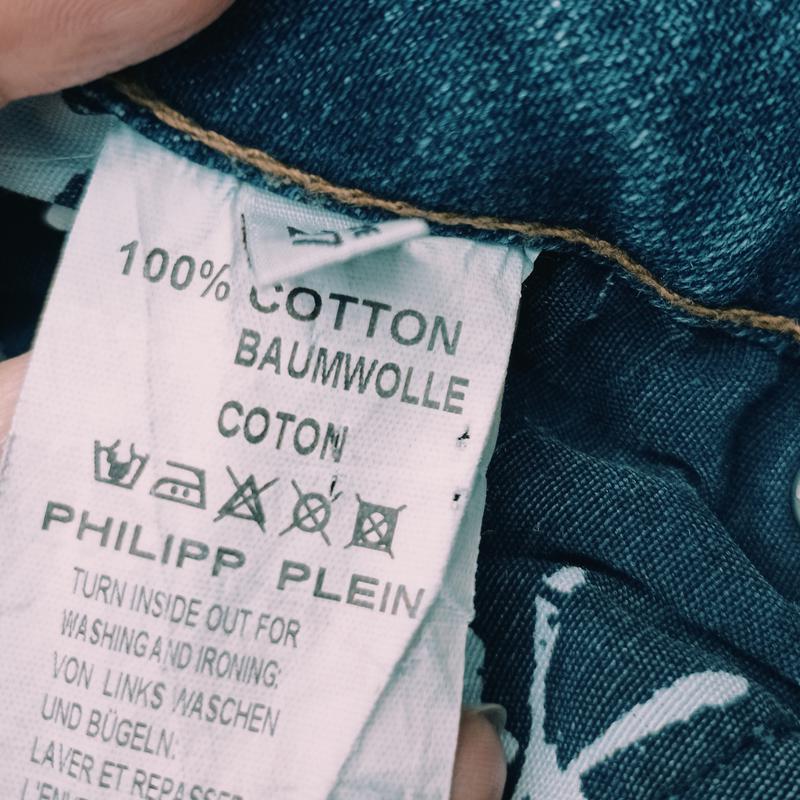 100% COTTON
BAUMWOLLE
COTON
PHILIPP PLEIN
TURN INSIDE OUT FOR
WASHING AND IRONING:
VON LINKS WASCHEN
UND BÜGELN:
LAVER ET REPASSER